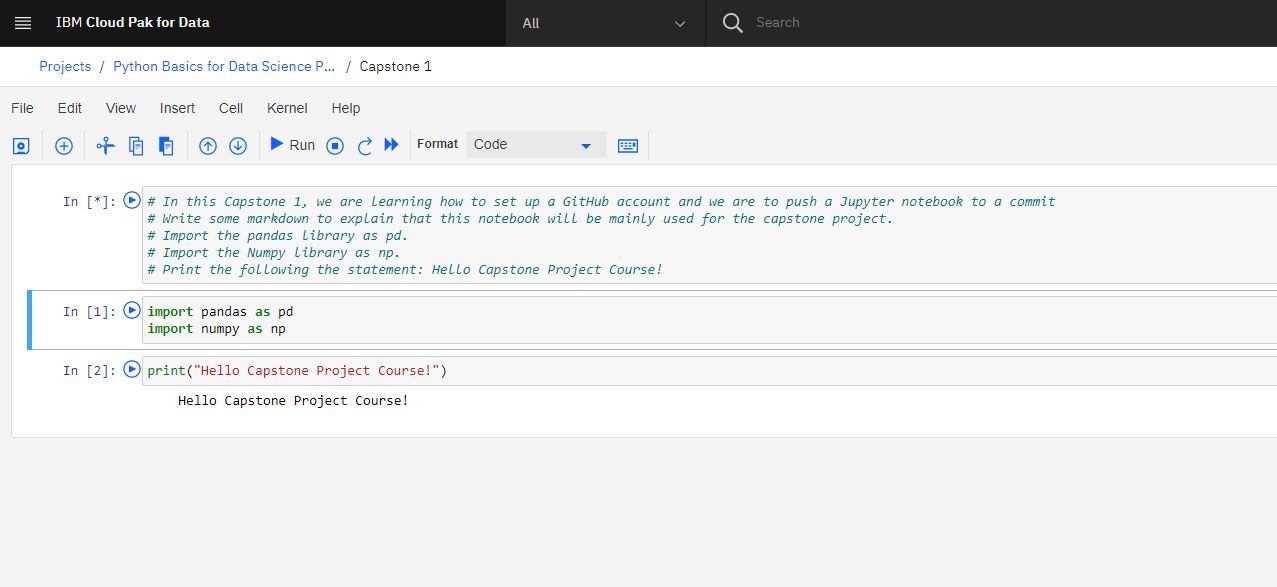 IBM Cloud Pak for Data
All
Search
Projects / Python Basics for Data Science P... / Capstone 1
File Edit View Insert Cell Kernel Help
Run Format Code
In [*]: # In this Capstone 1, we are learning how to set up a GitHub account and we are to push a Jupyter notebook to a commit
# Write some markdown to explain that this notebook will be mainly used for the capstone project.
# Import the pandas library as pd.
# Import the Numpy library as np.
# Print the following the statement: Hello Capstone Project Course!
In [1]: import pandas as pd
import numpy as np
In [2]: print("Hello Capstone Project Course!")
Hello Capstone Project Course!